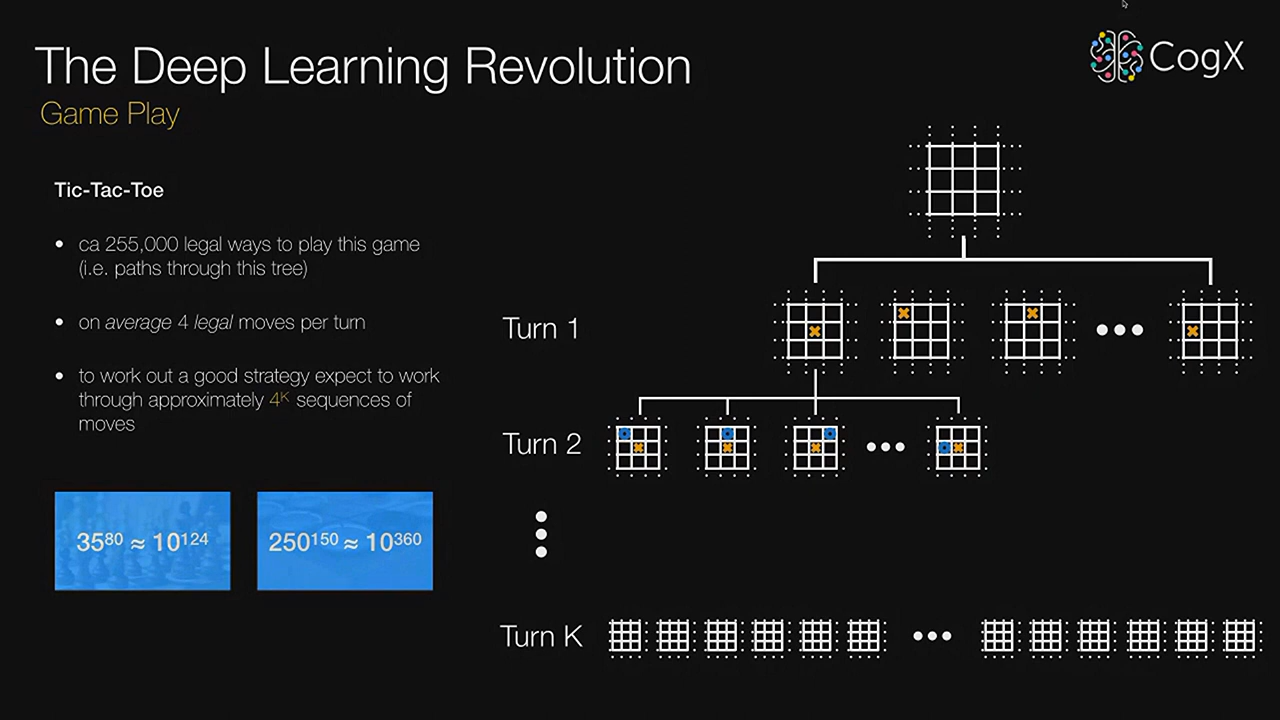 The Deep Learning Revolution
CogX
Game Play
Tic-Tac-Toe
• ca 255,000 legal ways to play this game
(i.e. paths through this tree)
• on average 4 legal moves per turn
• to work out a good strategy expect to work
through approximately 4ᴷ sequences of
moves
35⁸⁰ ≈ 10¹²⁴
250¹⁵⁰ ≈ 10³⁶⁰
Turn 1
Turn 2
Turn K